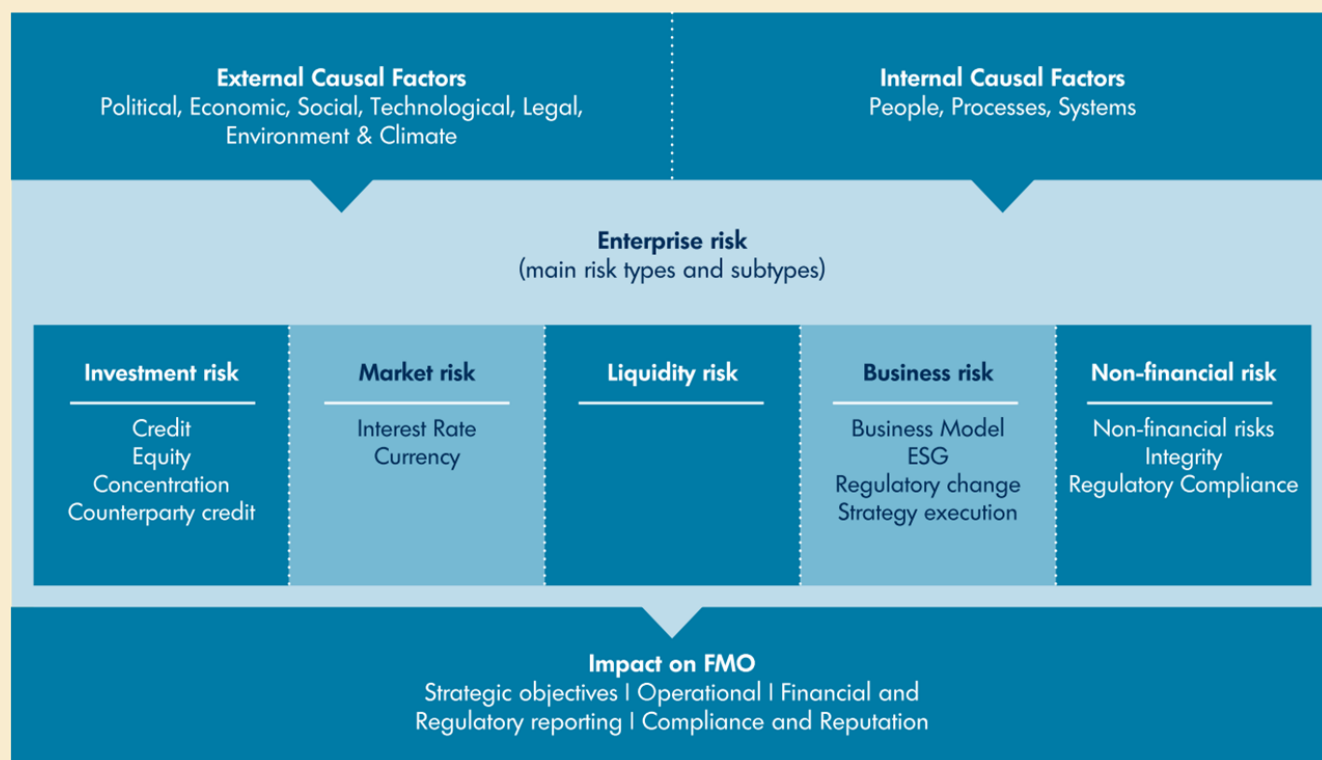 External Causal Factors
Political, Economic, Social, Technological, Legal,
Environment & Climate
Internal Causal Factors
People, Processes, Systems
Enterprise risk
(main risk types and subtypes)
Investment risk
Credit
Equity
Concentration
Counterparty credit
Market risk
Interest Rate
Currency
Liquidity risk
Business risk
Business Model
ESG
Regulatory change
Strategy execution
Non-financial risk
Non-financial risks
Integrity
Regulatory Compliance
Impact on FMO
Strategic objectives I Operational I Financial and
Regulatory reporting I Compliance and Reputation